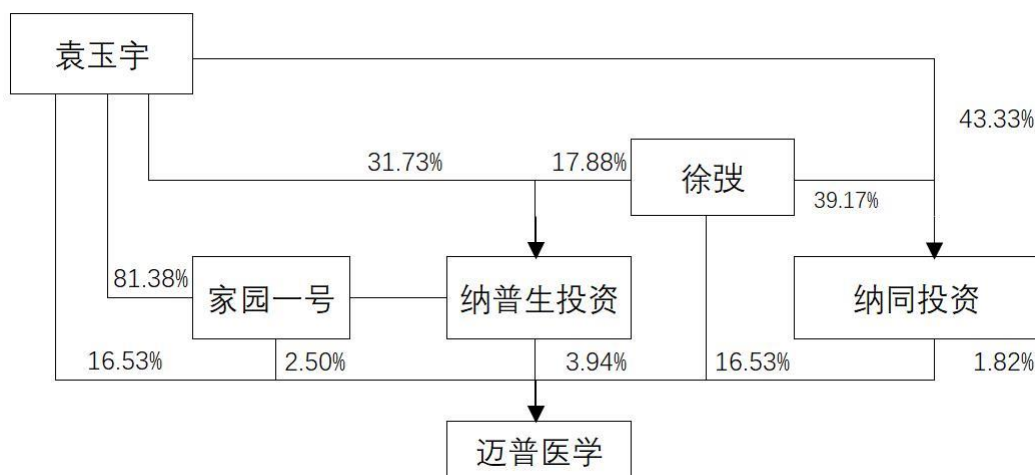 袁玉宇
43.33%
31.73%
17.88%
徐弢
39.17%
81.38%
家园一号
纳普生投资
纳同投资
16.53%
2.50%
3.94%
16.53%
1.82%
迈普医学